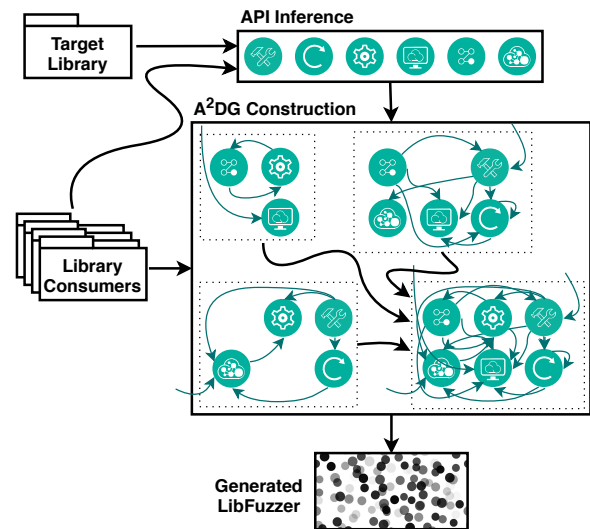 API Inference
Target
Library
A²DG Construction
Library
Consumers
Generated
LibFuzzer